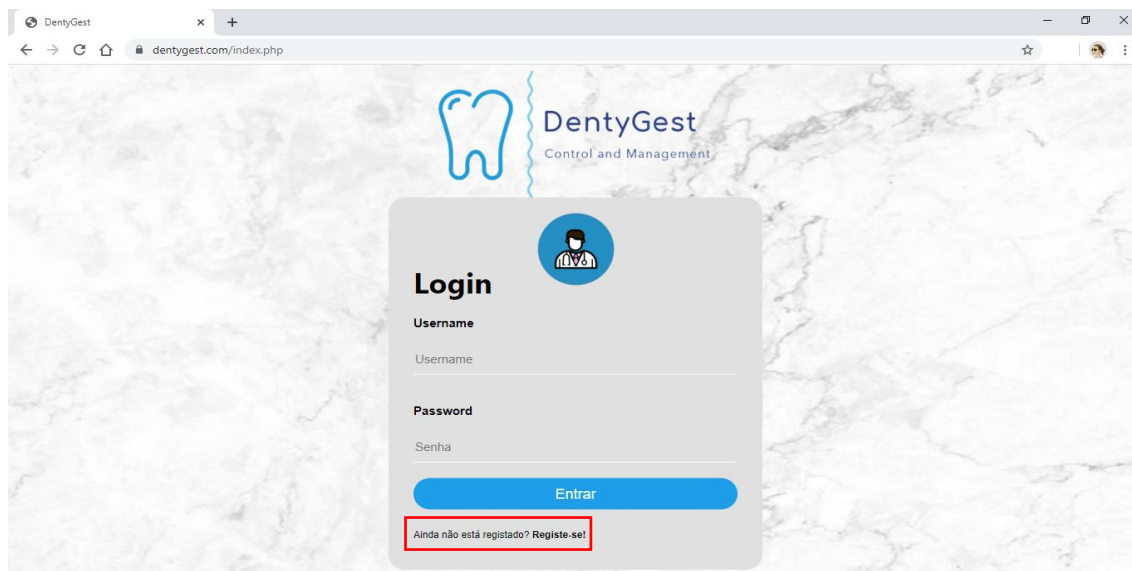 DentyGest
dentygest.com/index.php
DentyGest
Control and Management
Login
Username
Username
Password
Senha
Entrar
Ainda não está registado? Registe-se!